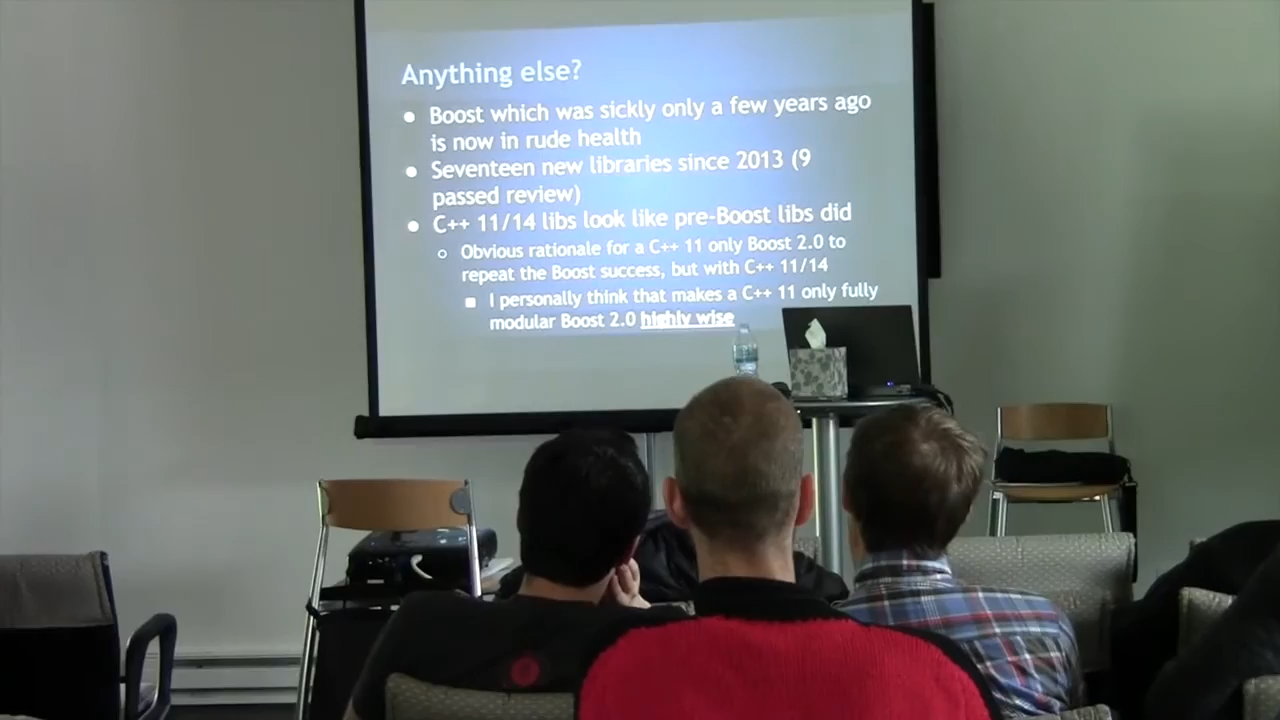 Anything else?
Boost which was sickly only a few years ago
is now in rude health
Seventeen new libraries since 2013 (9
passed review)
C++ 11/14 libs look like pre-Boost libs did
Obvious rationale for a C++ 11 only Boost 2.0 to
repeat the Boost success, but with C++ 11/14
I personally think that makes a C++ 11 only fully
modular Boost 2.0 highly wise